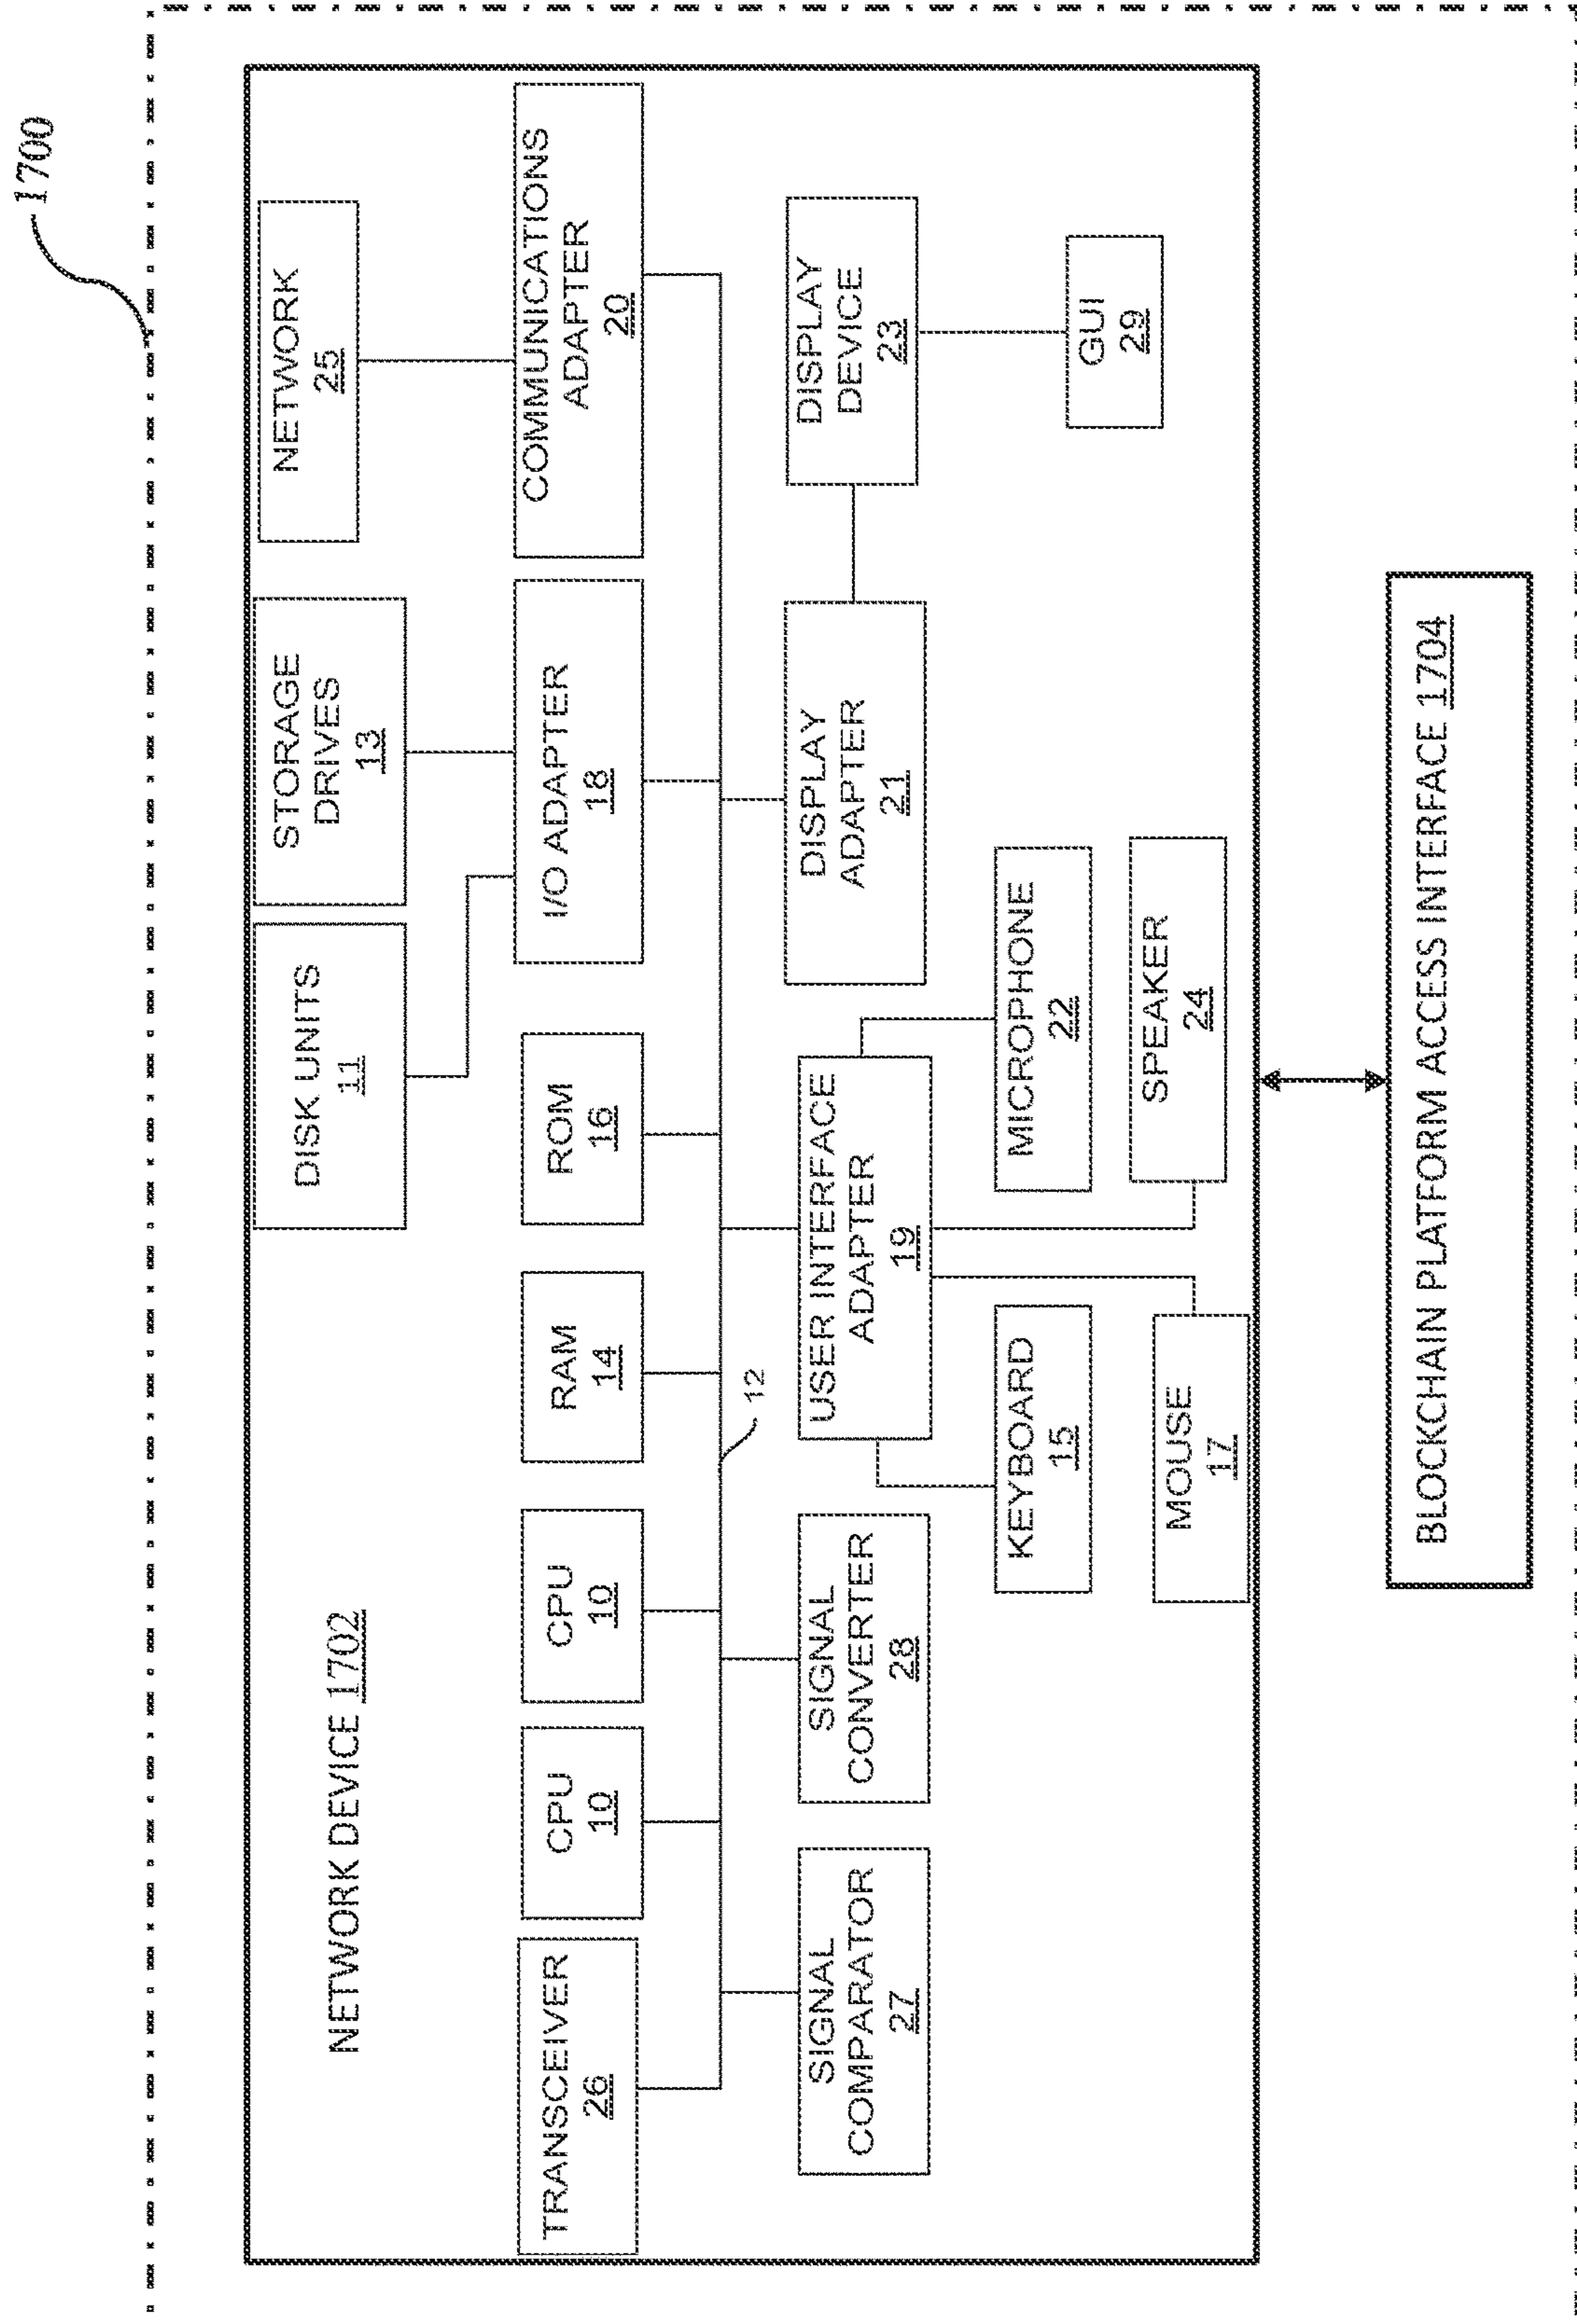 1700
NETWORK DEVICE 1702
DISK UNITS
11
STORAGE
DRIVES
13
NETWORK
25
TRANSCEIVER
26
CPU
10
CPU
10
RAM
14
ROM
16
I/O ADAPTER
18
COMMUNICATIONS
ADAPTER
20
12
SIGNAL
COMPARATOR
27
SIGNAL
CONVERTER
28
USER INTERFACE
ADAPTER
19
DISPLAY
ADAPTER
21
DISPLAY
DEVICE
23
KEYBOARD
15
MICROPHONE
22
GUI
29
MOUSE
17
SPEAKER
24
BLOCKCHAIN PLATFORM ACCESS INTERFACE 1704